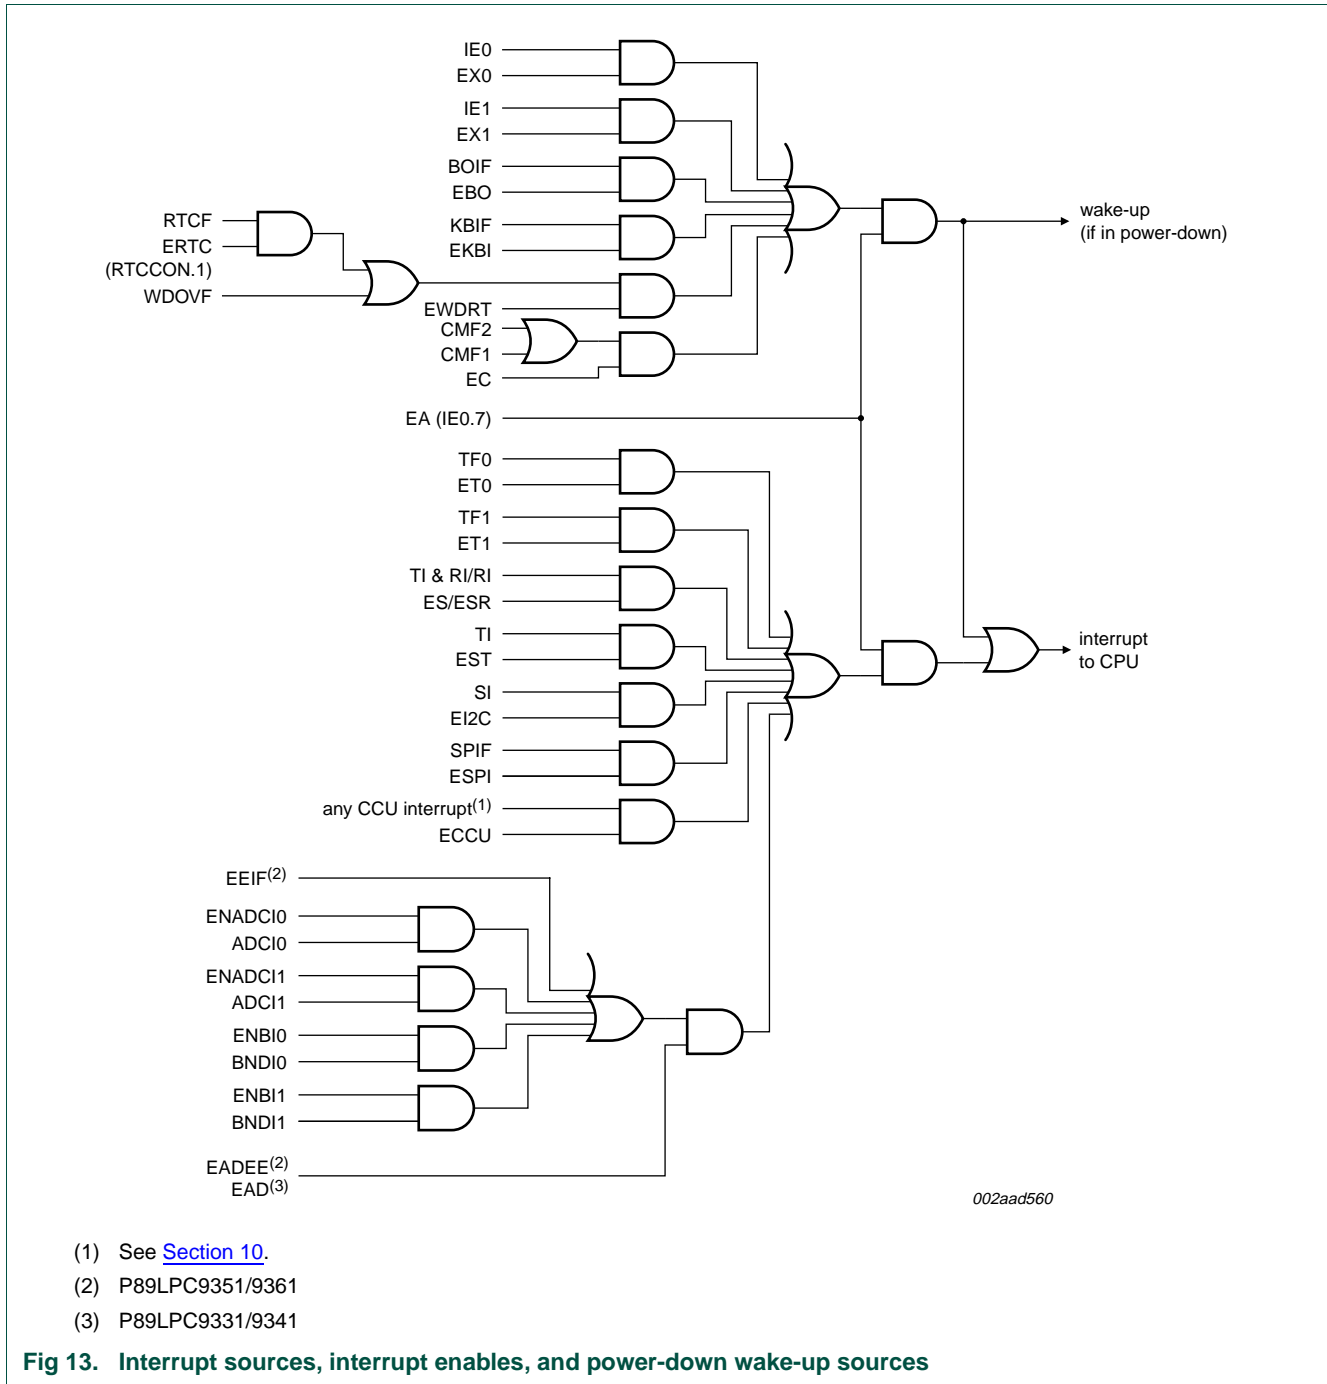 IE0
EX0
IE1
EX1
BOIF
EBO
KBIF
EKBI
RTCF
ERTC
(RTCCON.1)
WDOVF
EWDRT
CMF2
CMF1
EC
wake-up
(if in power-down)
EA (IE0.7)
TF0
ET0
TF1
ET1
TI & RI/RI
ES/ESR
TI
EST
SI
EI2C
SPIF
ESPI
any CCU interrupt(1)
ECCU
interrupt
to CPU
EEIF(2)
ENADCI0
ADCI0
ENADCI1
ADCI1
ENBI0
BNDI0
ENBI1
BNDI1
EADEE(2)
EAD(3)
002aad560
(1) See Section 10.
(2) P89LPC9351/9361
(3) P89LPC9331/9341
Fig 13. Interrupt sources, interrupt enables, and power-down wake-up sources